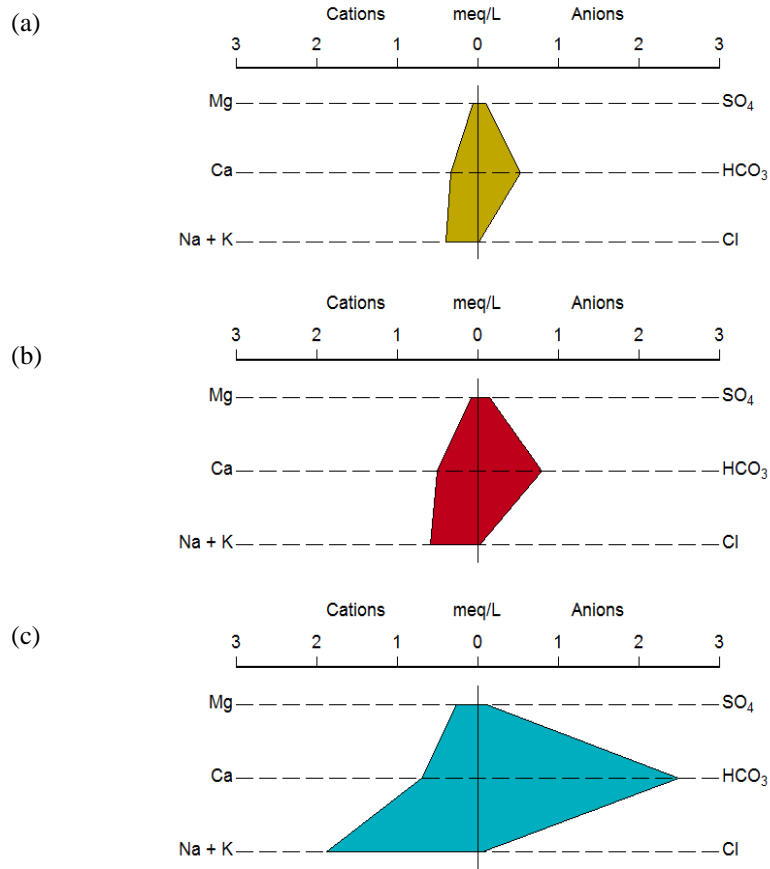 (a)
Cations meq/L Anions
3 2 1 0 1 2 3
Mg SO₄
Ca HCO₃
Na + K Cl
(b)
Cations meq/L Anions
3 2 1 0 1 2 3
Mg SO₄
Ca HCO₃
Na + K Cl
(c)
Cations meq/L Anions
3 2 1 0 1 2 3
Mg SO₄
Ca HCO₃
Na + K Cl